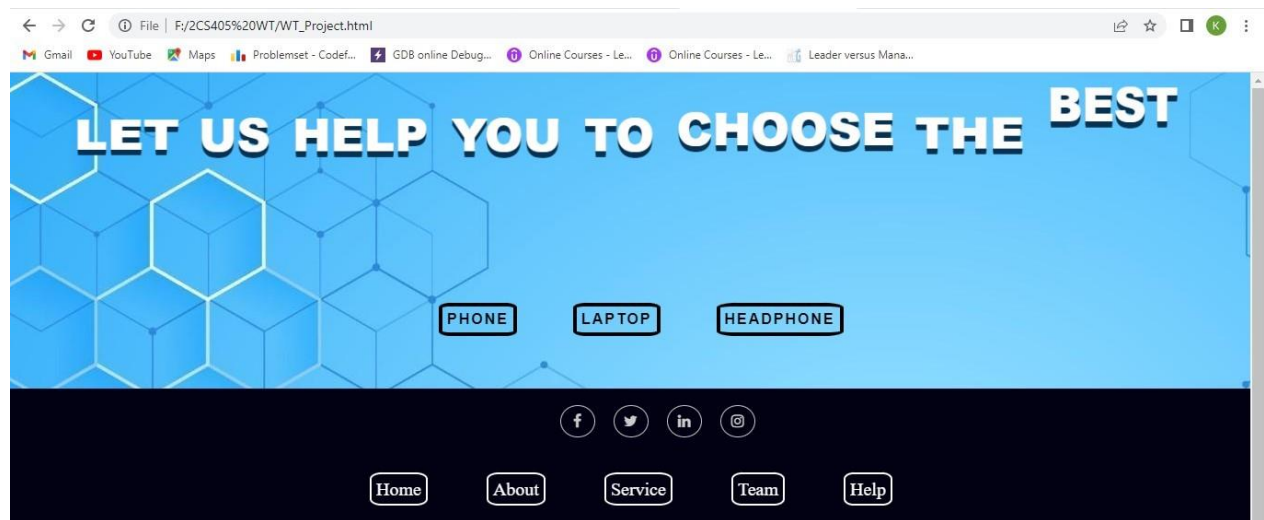 File | F:/2CS405%20WT/WT_Project.html
K
Gmail YouTube Maps Problemset - Codef... GDB online Debug... Online Courses - Le... Online Courses - Le... Leader versus Mana...
LET US HELP YOU TO CHOOSE THE BEST
PHONE LAPTOP HEADPHONE
Home About Service Team Help